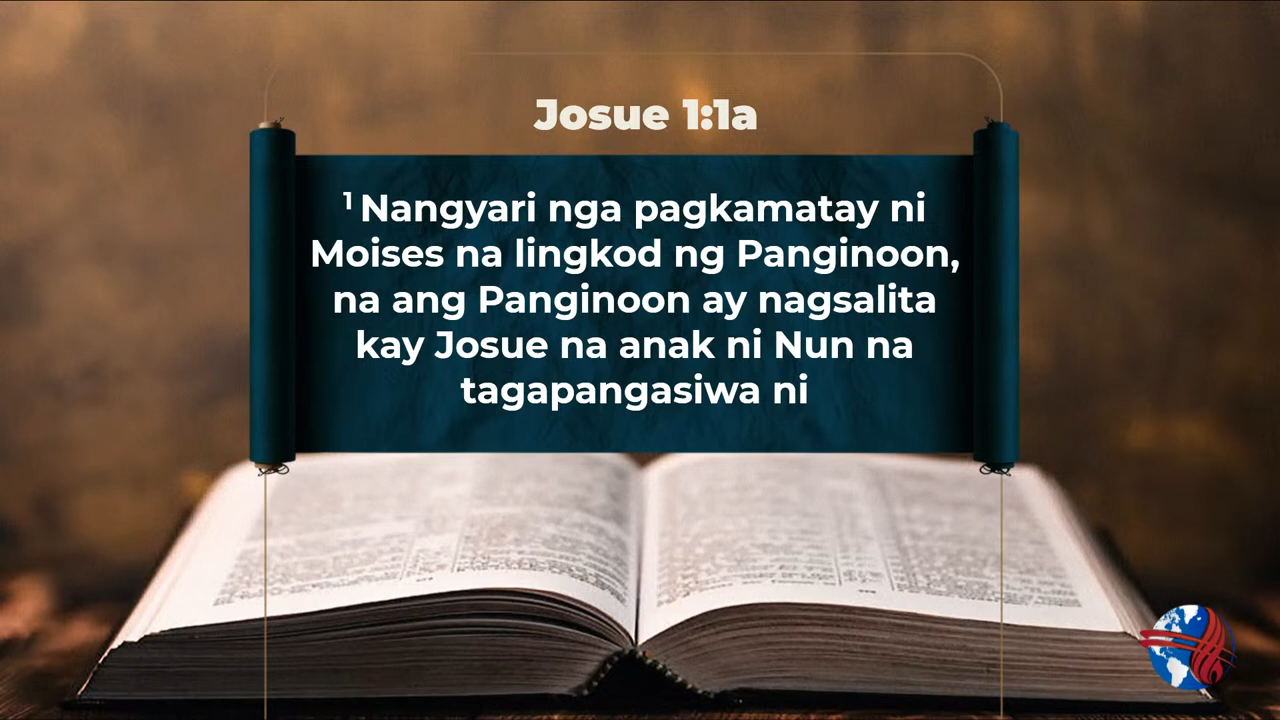 Josue 1:1a
¹ Nangyari nga pagkamatay ni
Moises na lingkod ng Panginoon,
na ang Panginoon ay nagsalita
kay Josue na anak ni Nun na
tagapangasiwa ni